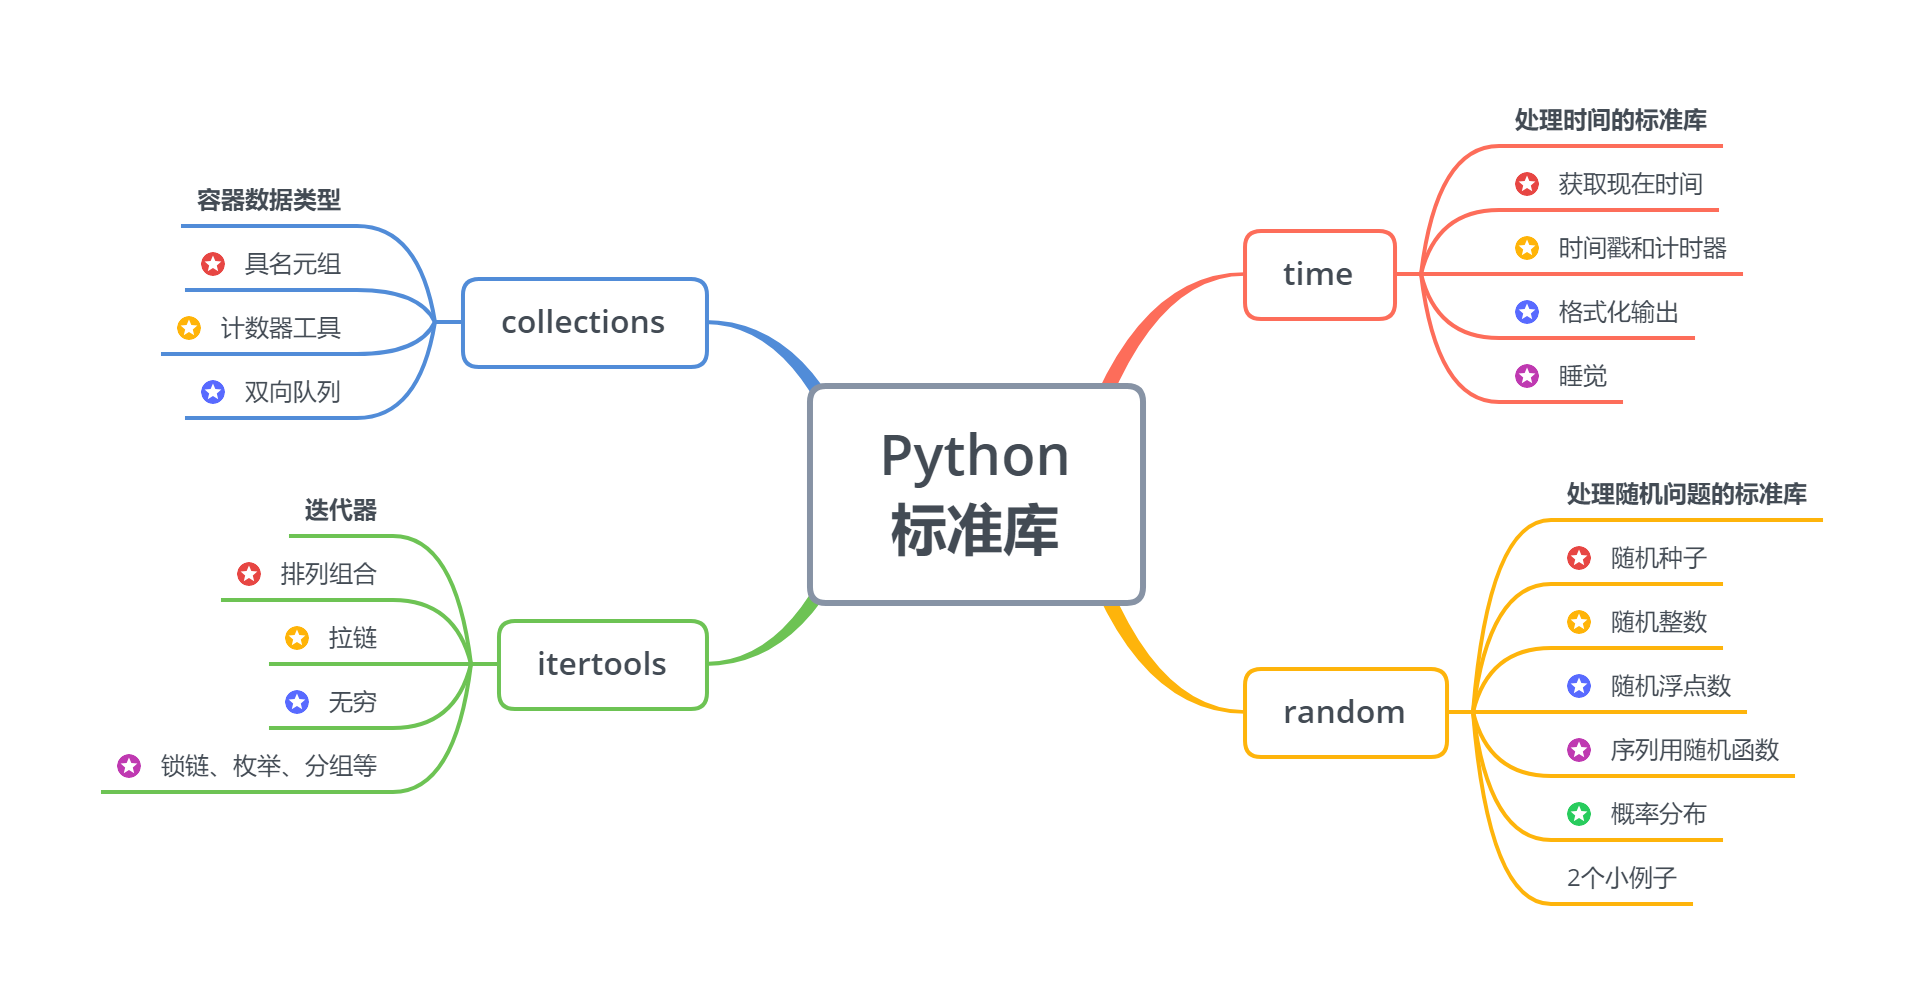 Python
标准库
time
处理时间的标准库
获取现在时间
时间戳和计时器
格式化输出
睡觉
random
处理随机问题的标准库
随机种子
随机整数
随机浮点数
序列用随机函数
概率分布
2个小例子
collections
容器数据类型
具名元组
计数器工具
双向队列
itertools
迭代器
排列组合
拉链
无穷
锁链、枚举、分组等